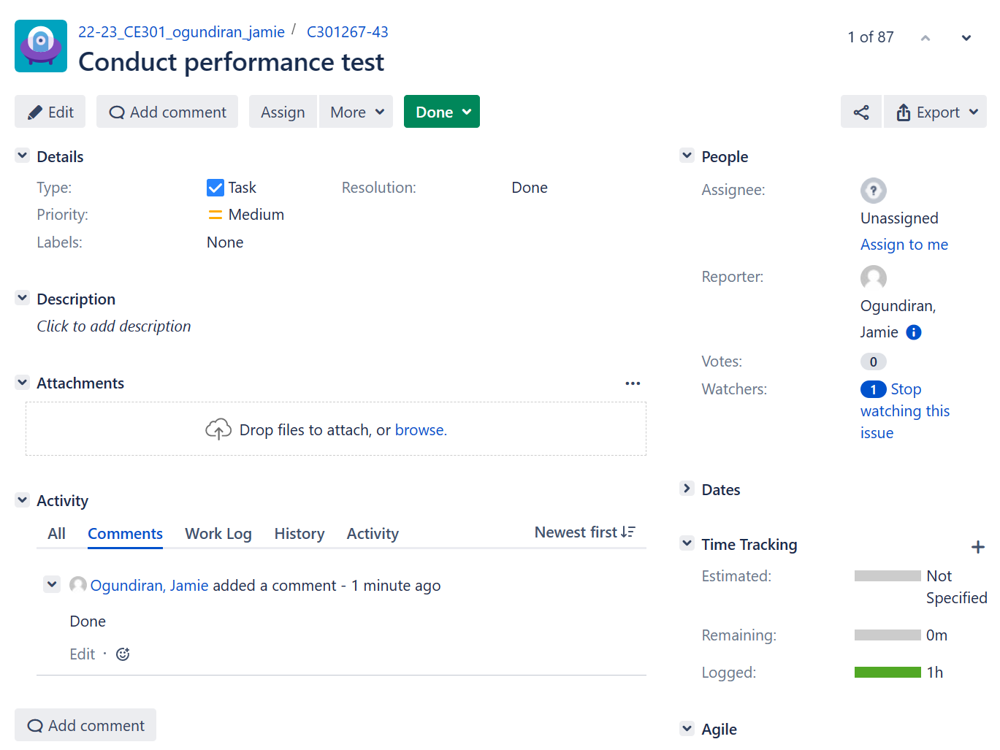 22-23_CE301_ogundiran_jamie / C301267-43
1 of 87
Conduct performance test
Edit
Add comment
Assign
More
Done
Export
Details
Type: Task
Resolution: Done
Priority: Medium
Labels: None
Description
Click to add description
Attachments
Drop files to attach, or browse.
Activity
All Comments Work Log History Activity
Newest first
Ogundiran, Jamie added a comment - 1 minute ago
Done
Edit ·
Add comment
People
Assignee: ?
Unassigned
Assign to me
Reporter:
Ogundiran,
Jamie i
Votes: 0
Watchers: 1 Stop
watching this
issue
Dates
Time Tracking
Estimated: Not
Specified
Remaining: 0m
Logged: 1h
Agile